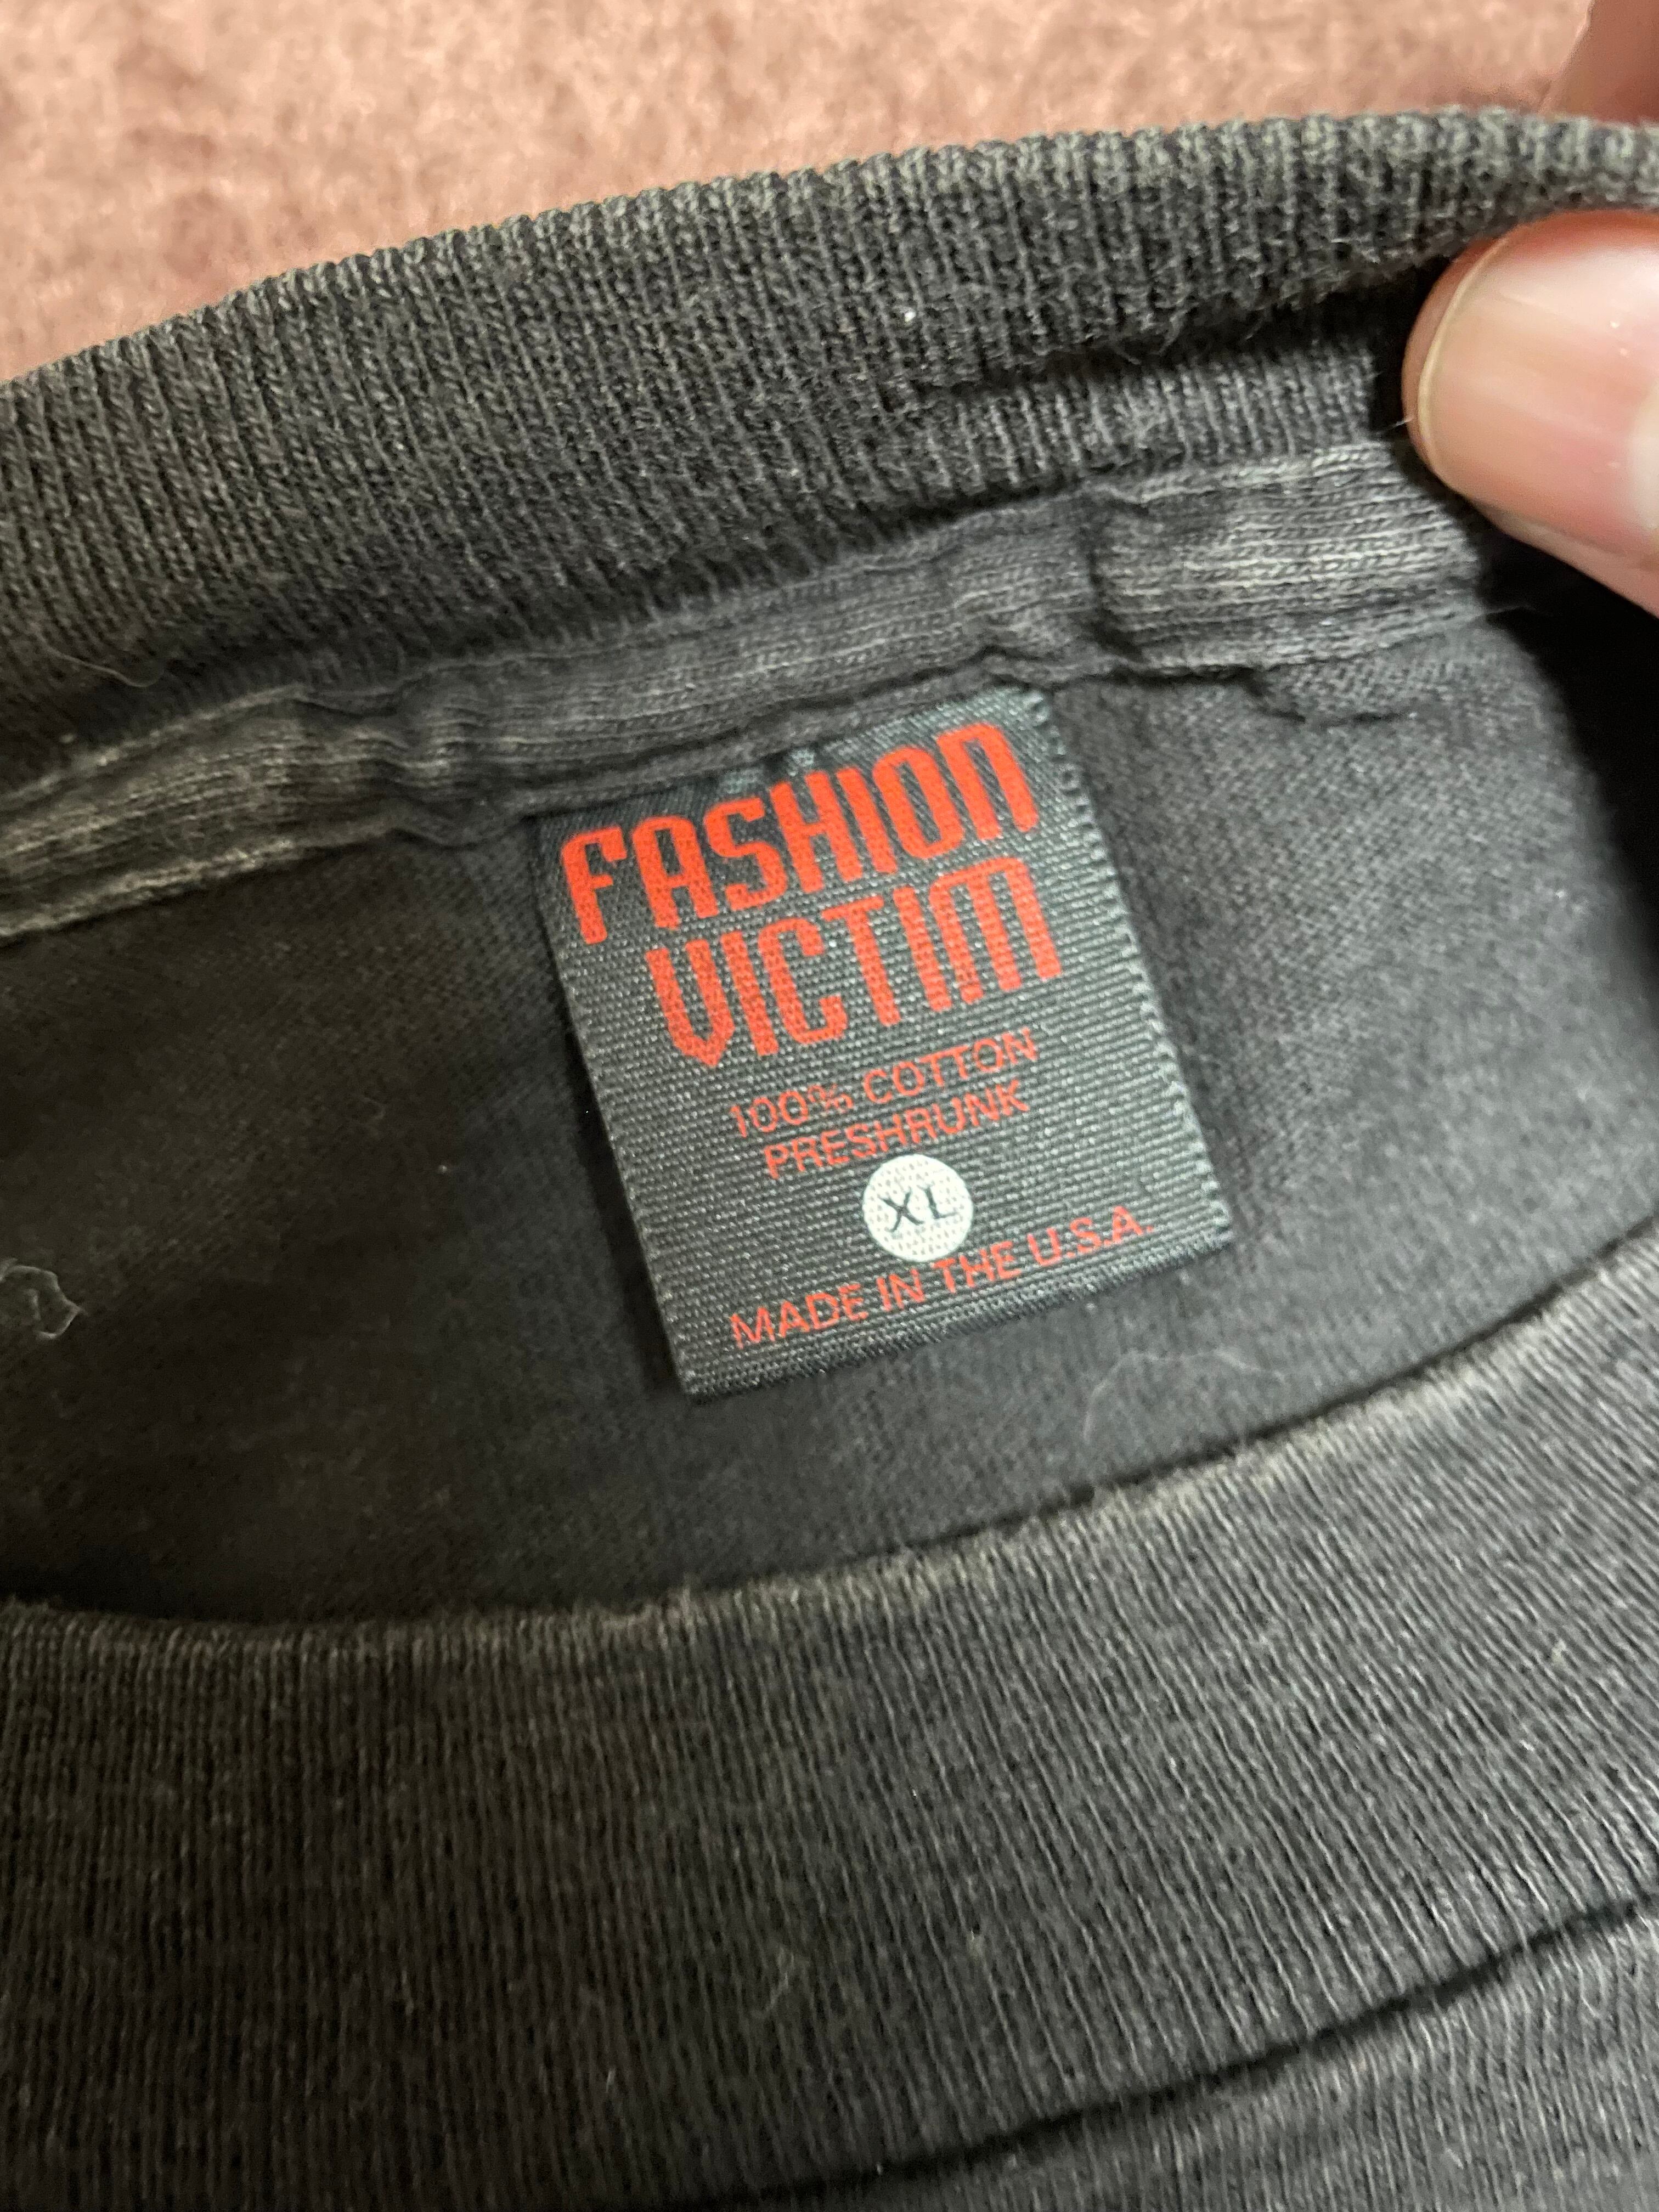 FASHION
VICTIM
100% COTTON
PRESHRUNK
XL
MADE IN THE U.S.A.